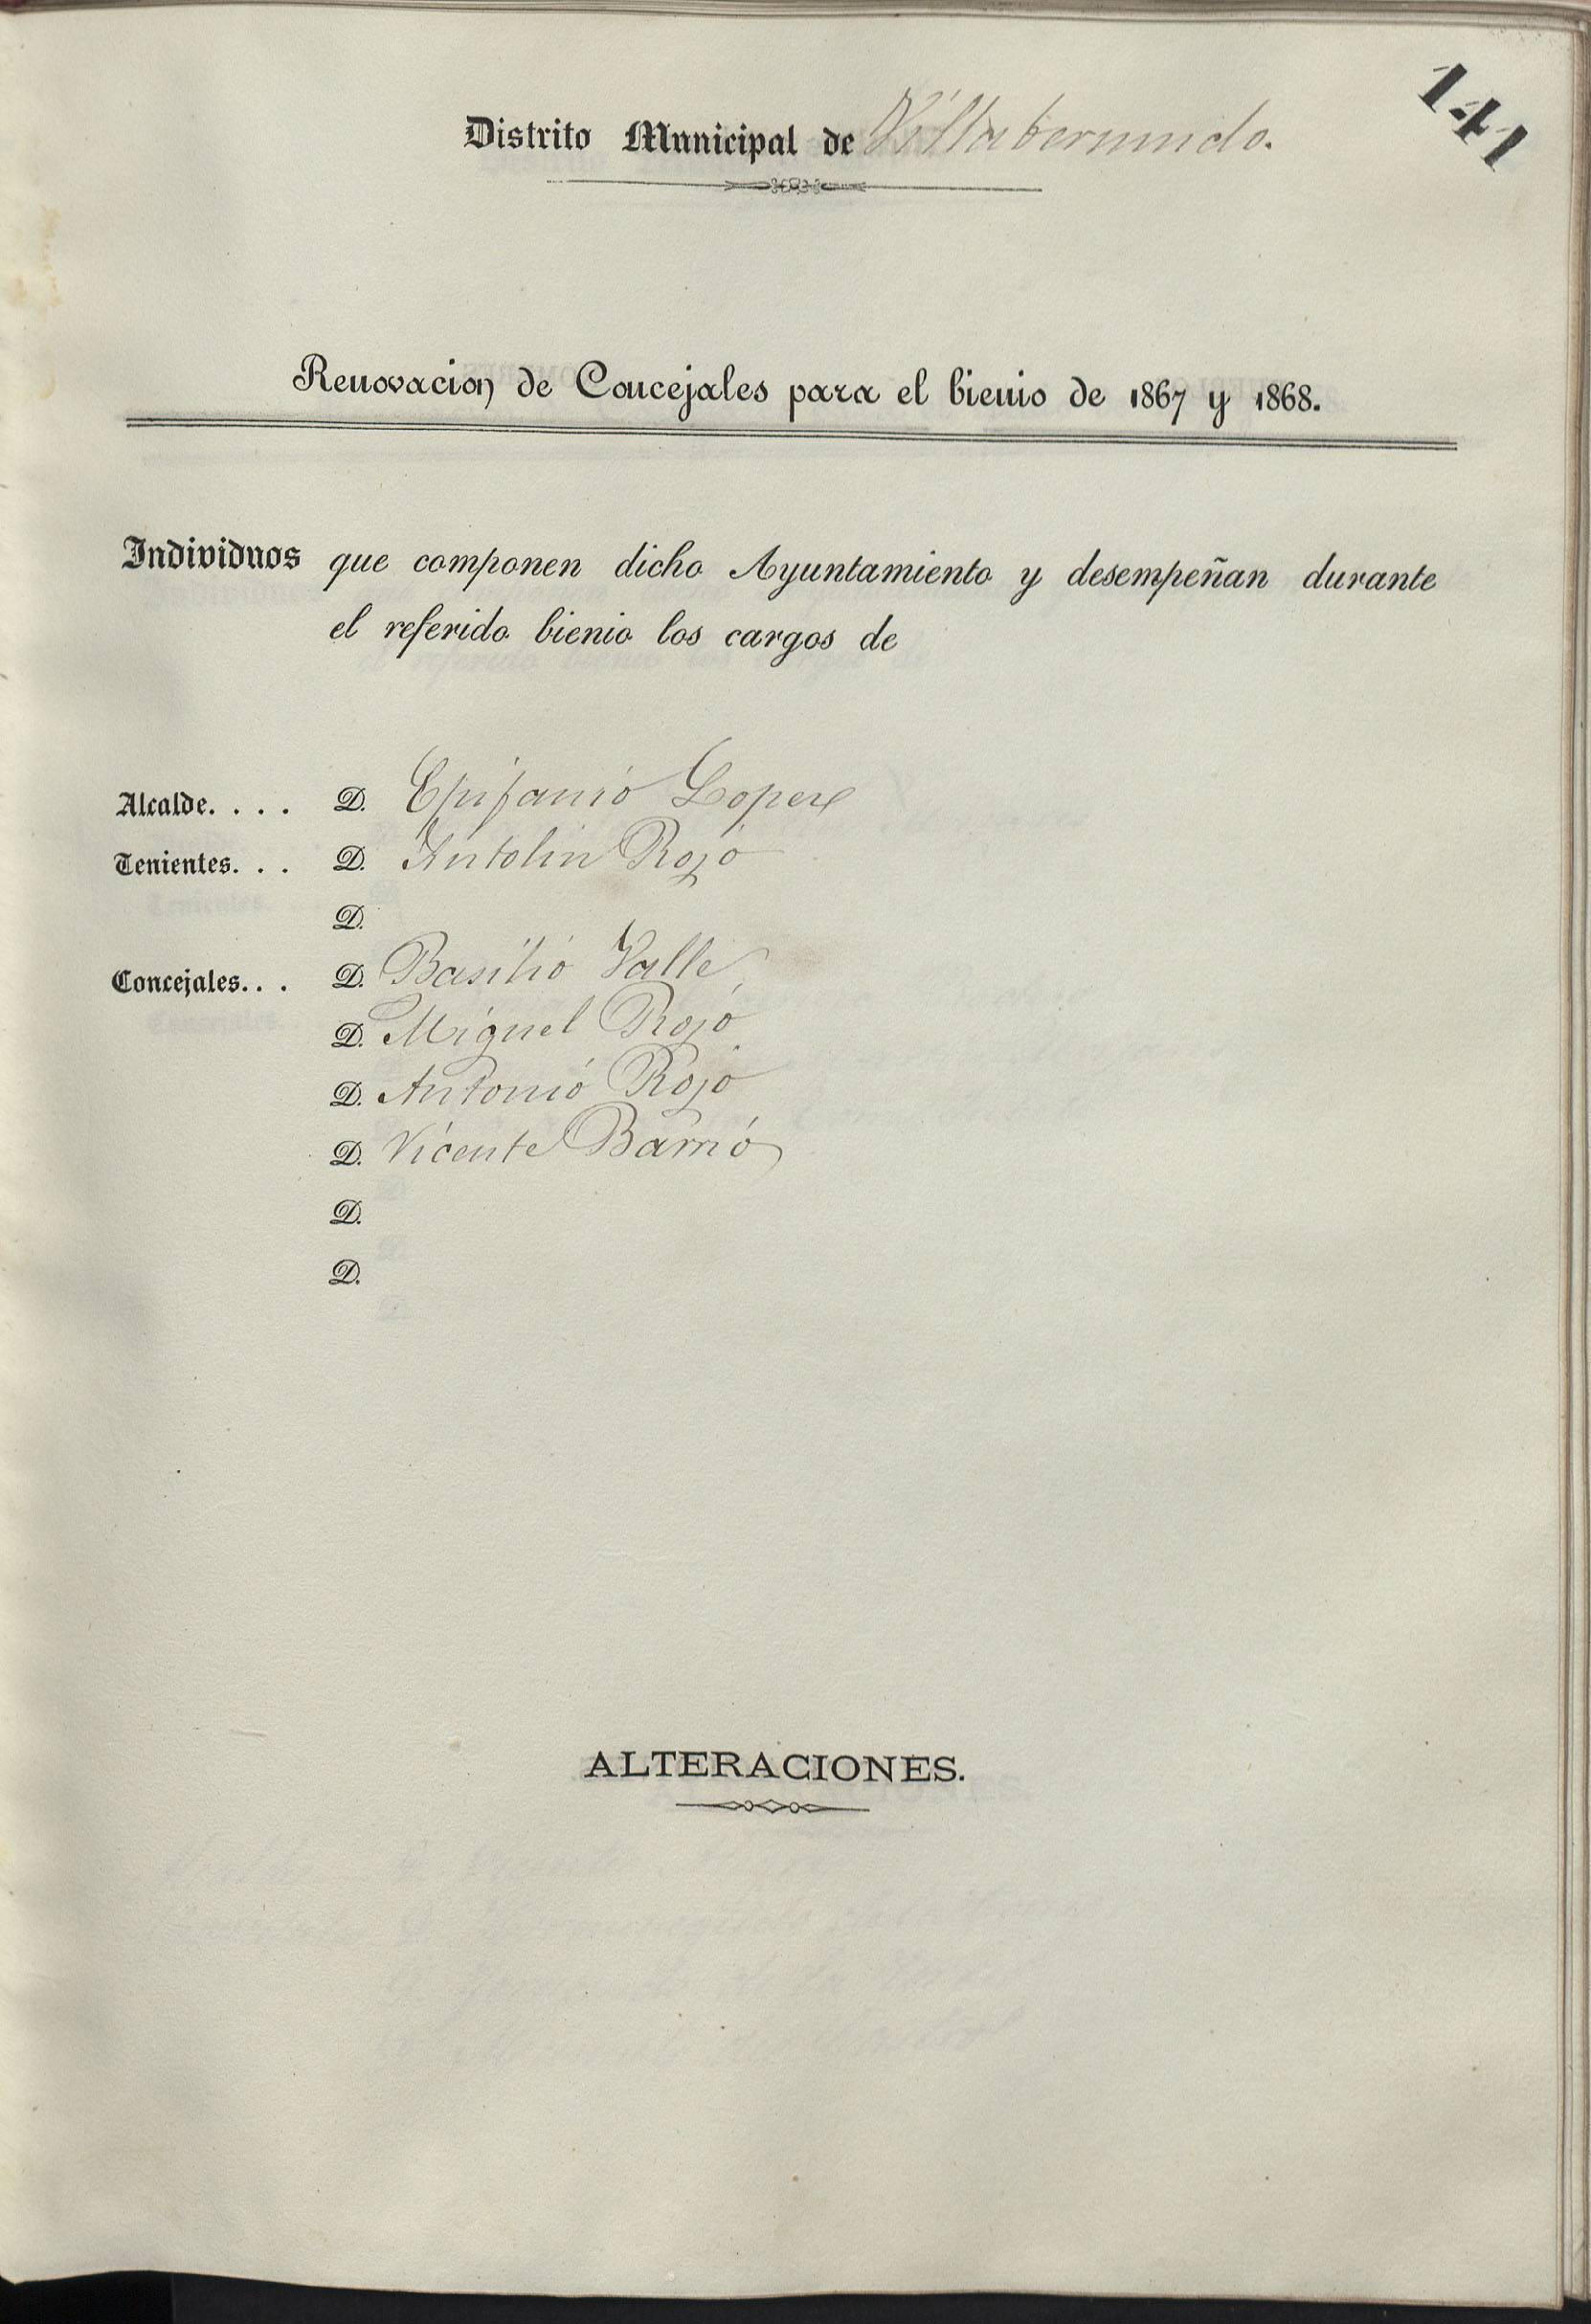 141
Distrito Municipal de Villabermudo.
Renovacion de Concejales para el bienio de 1867 y 1868.
Individuos que componen dicho Ayuntamiento y desempeñan durante
el referido bienio los cargos de
Alcalde. . . . D. Epifanio Lopez
Tenientes. . . D. Antolin Rojo
D.
Concejales. . . D. Basilio Valle
D. Miguel Rojo
D. Antonio Rojo
D. Vicente Barrio
D.
D.
ALTERACIONES.